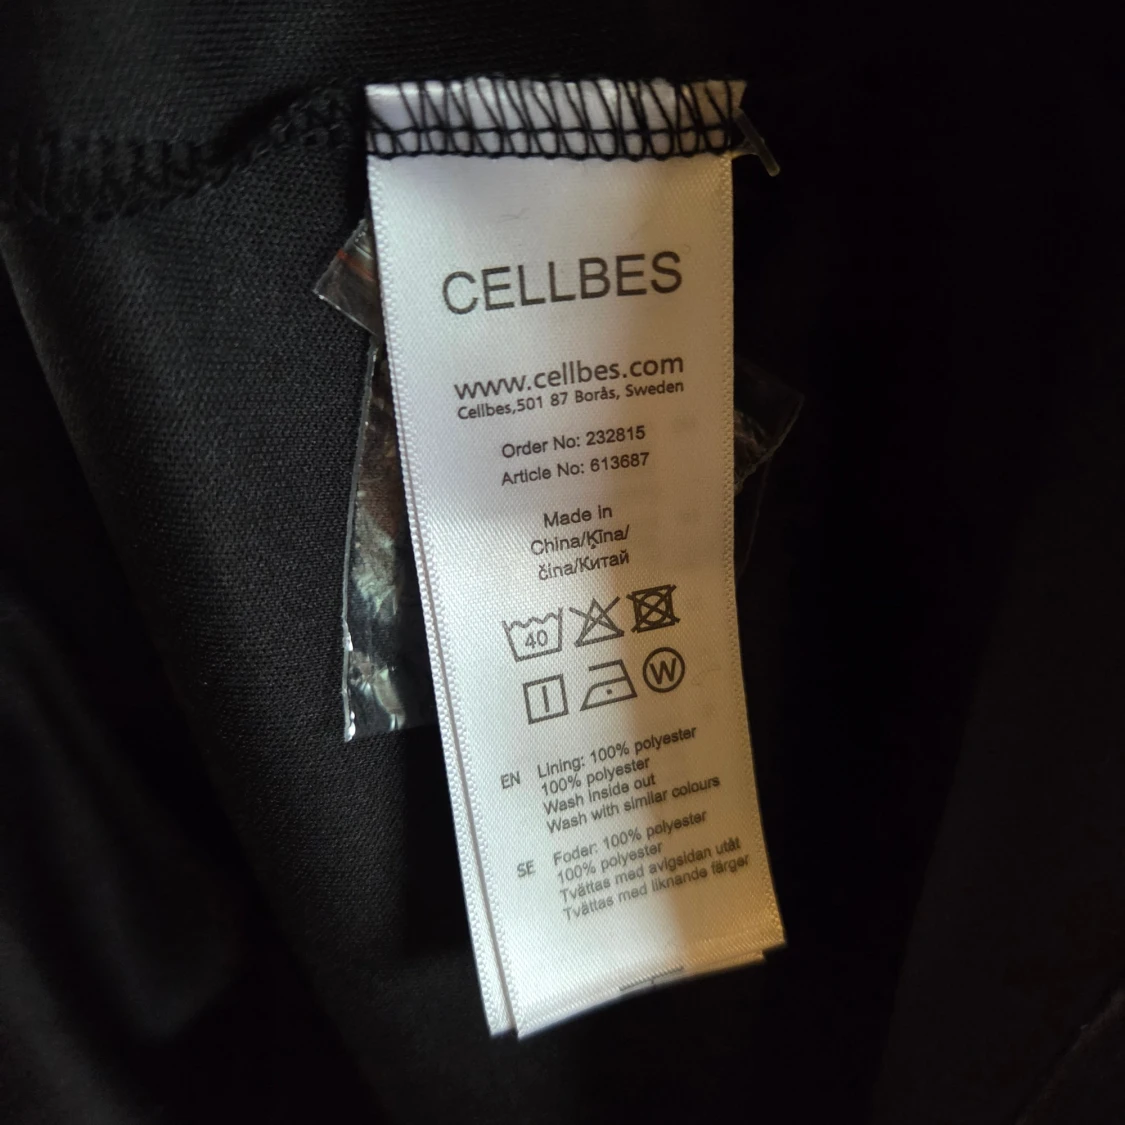 CELLBES
www.cellbes.com
Cellbes,501 87 Borås, Sweden
Order No: 232815
Article No: 613687
Made in
China/Ķīna/
čína/Китай
40
W
EN Lining: 100% polyester
100% polyester
Wash inside out
Wash with similar colours
SE Foder: 100% polyester
100% polyester
Tvättas med avigsidan utåt
Tvättas med liknande färger